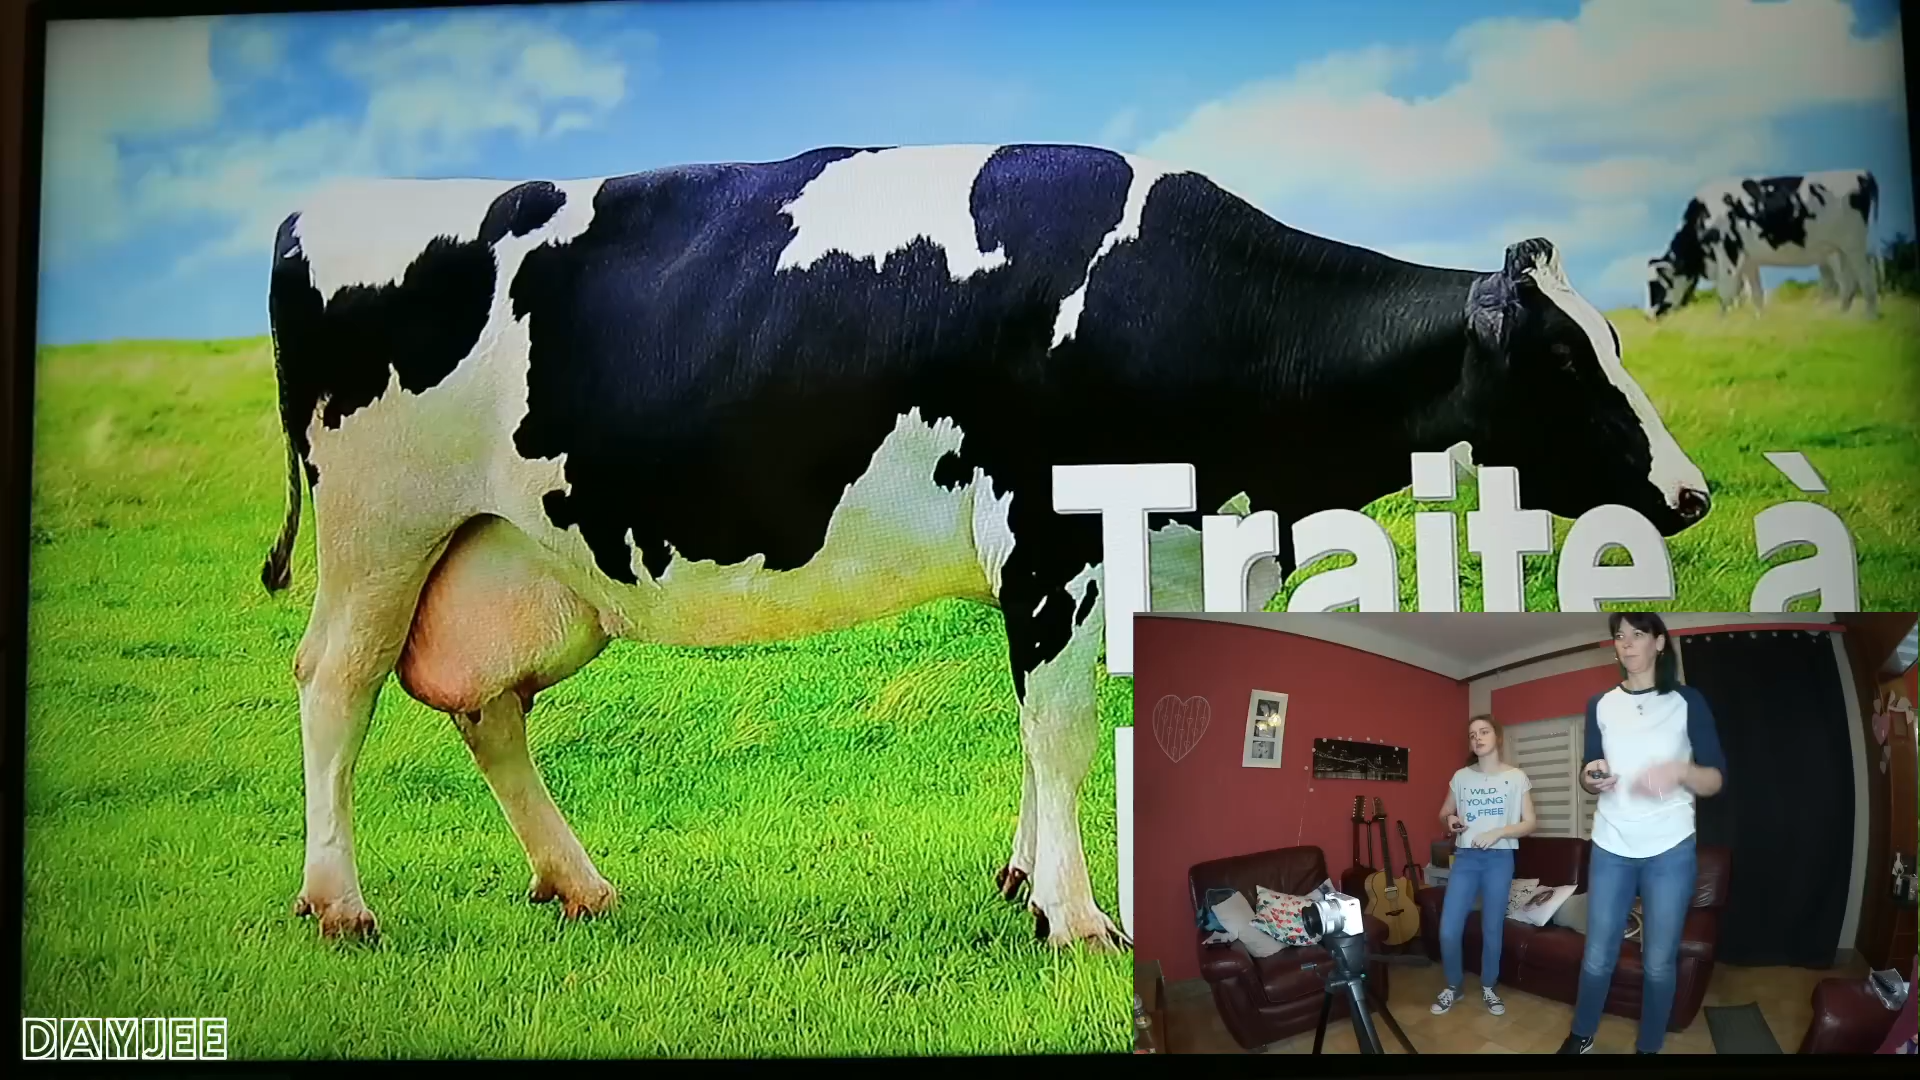 Traite à
WILD,
YOUNG
& FREE
DAYJEE